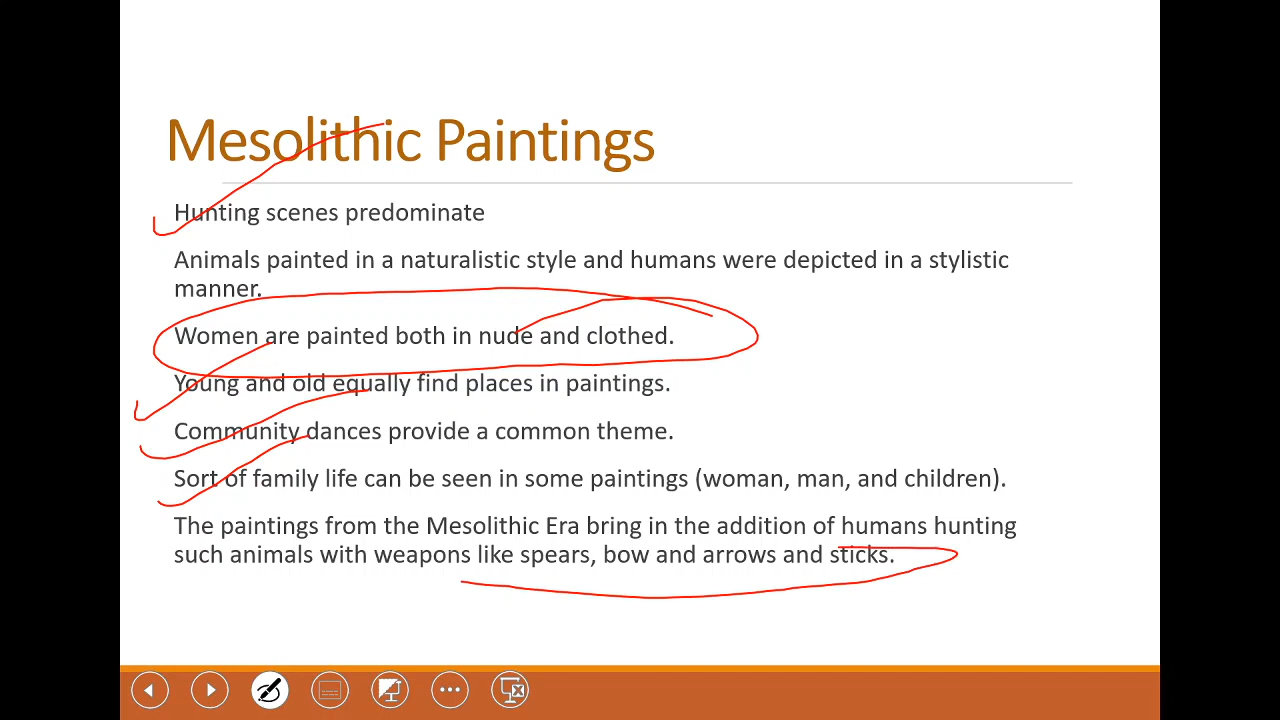 Mesolithic Paintings
Hunting scenes predominate
Animals painted in a naturalistic style and humans were depicted in a stylistic
manner.
Women are painted both in nude and clothed.
Young and old equally find places in paintings.
Community dances provide a common theme.
Sort of family life can be seen in some paintings (woman, man, and children).
The paintings from the Mesolithic Era bring in the addition of humans hunting
such animals with weapons like spears, bow and arrows and sticks.